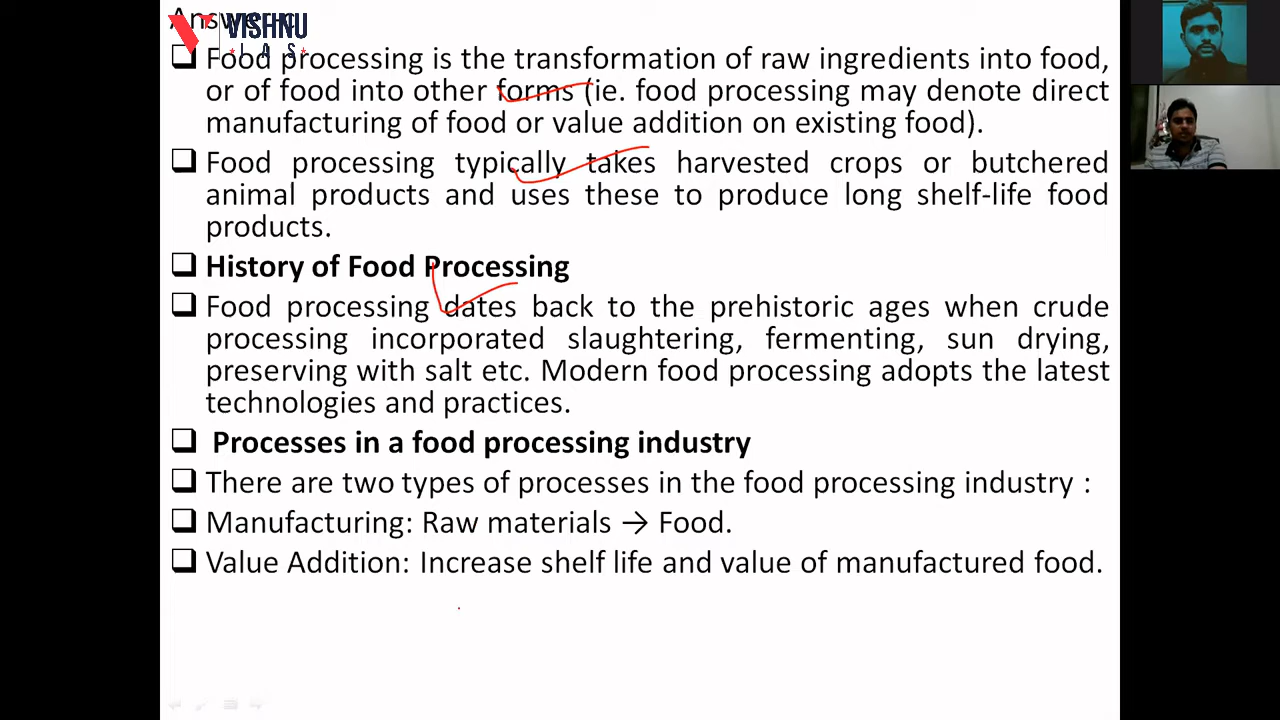 VISHNU
IAS
Food processing is the transformation of raw ingredients into food,
or of food into other forms (ie. food processing may denote direct
manufacturing of food or value addition on existing food).
Food processing typically takes harvested crops or butchered
animal products and uses these to produce long shelf-life food
products.
History of Food Processing
Food processing dates back to the prehistoric ages when crude
processing incorporated slaughtering, fermenting, sun drying,
preserving with salt etc. Modern food processing adopts the latest
technologies and practices.
Processes in a food processing industry
There are two types of processes in the food processing industry :
Manufacturing: Raw materials → Food.
Value Addition: Increase shelf life and value of manufactured food.